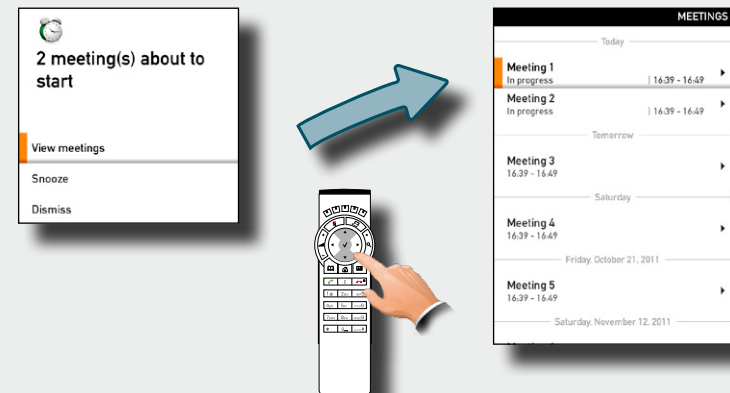 2 meeting(s) about to
start
View meetings
Snooze
Dismiss
MEETINGS
Today
Meeting 1
In progress | 16:39 - 16:49
Meeting 2
In progress | 16:39 - 16:49
Tomorrow
Meeting 3
16:39 - 16:49
Saturday
Meeting 4
16:39 - 16:49
Friday, October 21, 2011
Meeting 5
16:39 - 16:49
Saturday, November 12, 2011